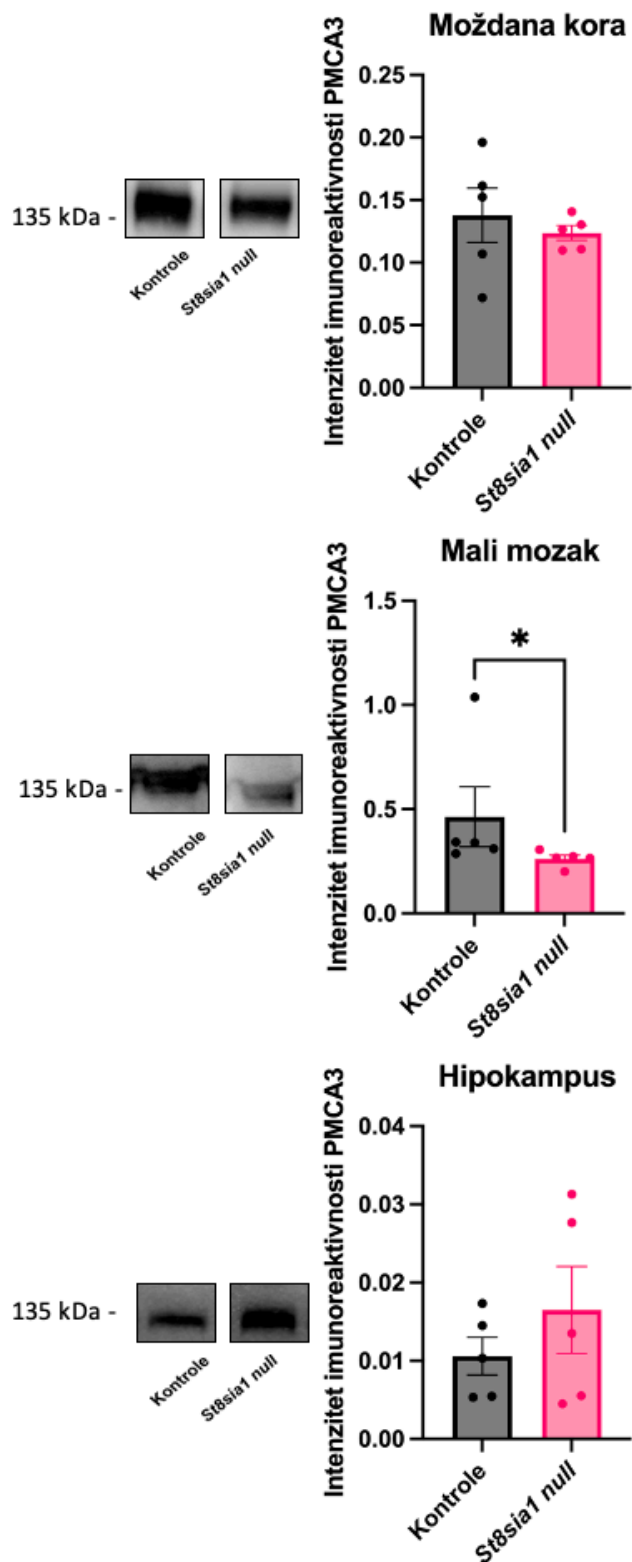 Moždana kora
Intenzitet imunoreaktivnosti PMCA3
0.25
0.20
0.15
0.10
0.05
0.00
Kontrole
St8sia1 null
135 kDa -
Kontrole
St8sia1 null
Mali mozak
Intenzitet imunoreaktivnosti PMCA3
1.5
1.0
0.5
0.0
*
Kontrole
St8sia1 null
135 kDa -
Kontrole
St8sia1 null
Hipokampus
Intenzitet imunoreaktivnosti PMCA3
0.04
0.03
0.02
0.01
0.00
Kontrole
St8sia1 null
135 kDa -
Kontrole
St8sia1 null